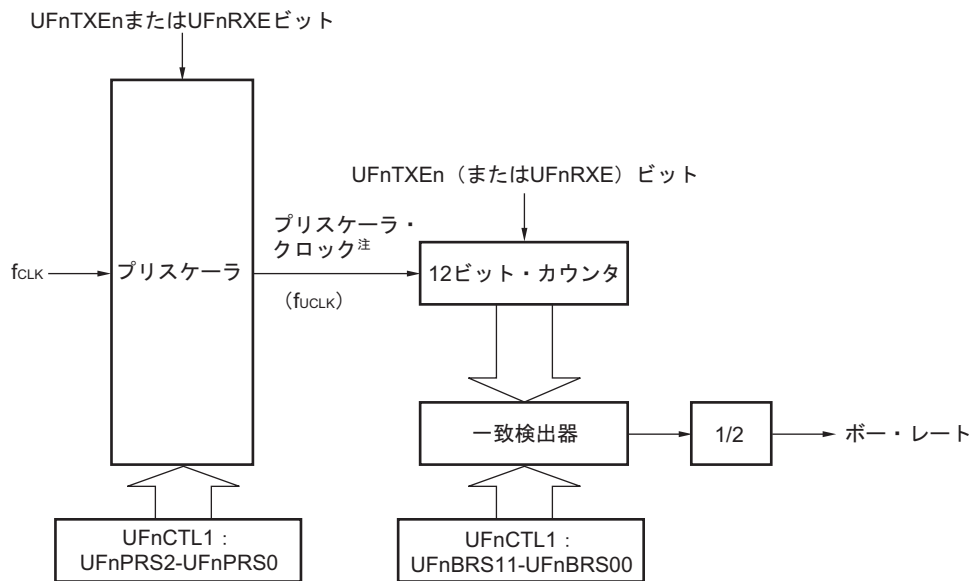 UFnTXEnまたはUFnRXEビット
UFnTXEn（またはUFnRXE）ビット
プリスケーラ・
クロック注
fCLK
プリスケーラ
12ビット・カウンタ
（fUCLK）
一致検出器
1/2
ボー・レート
UFnCTL1：
UFnPRS2-UFnPRS0
UFnCTL1：
UFnBRS11-UFnBRS00